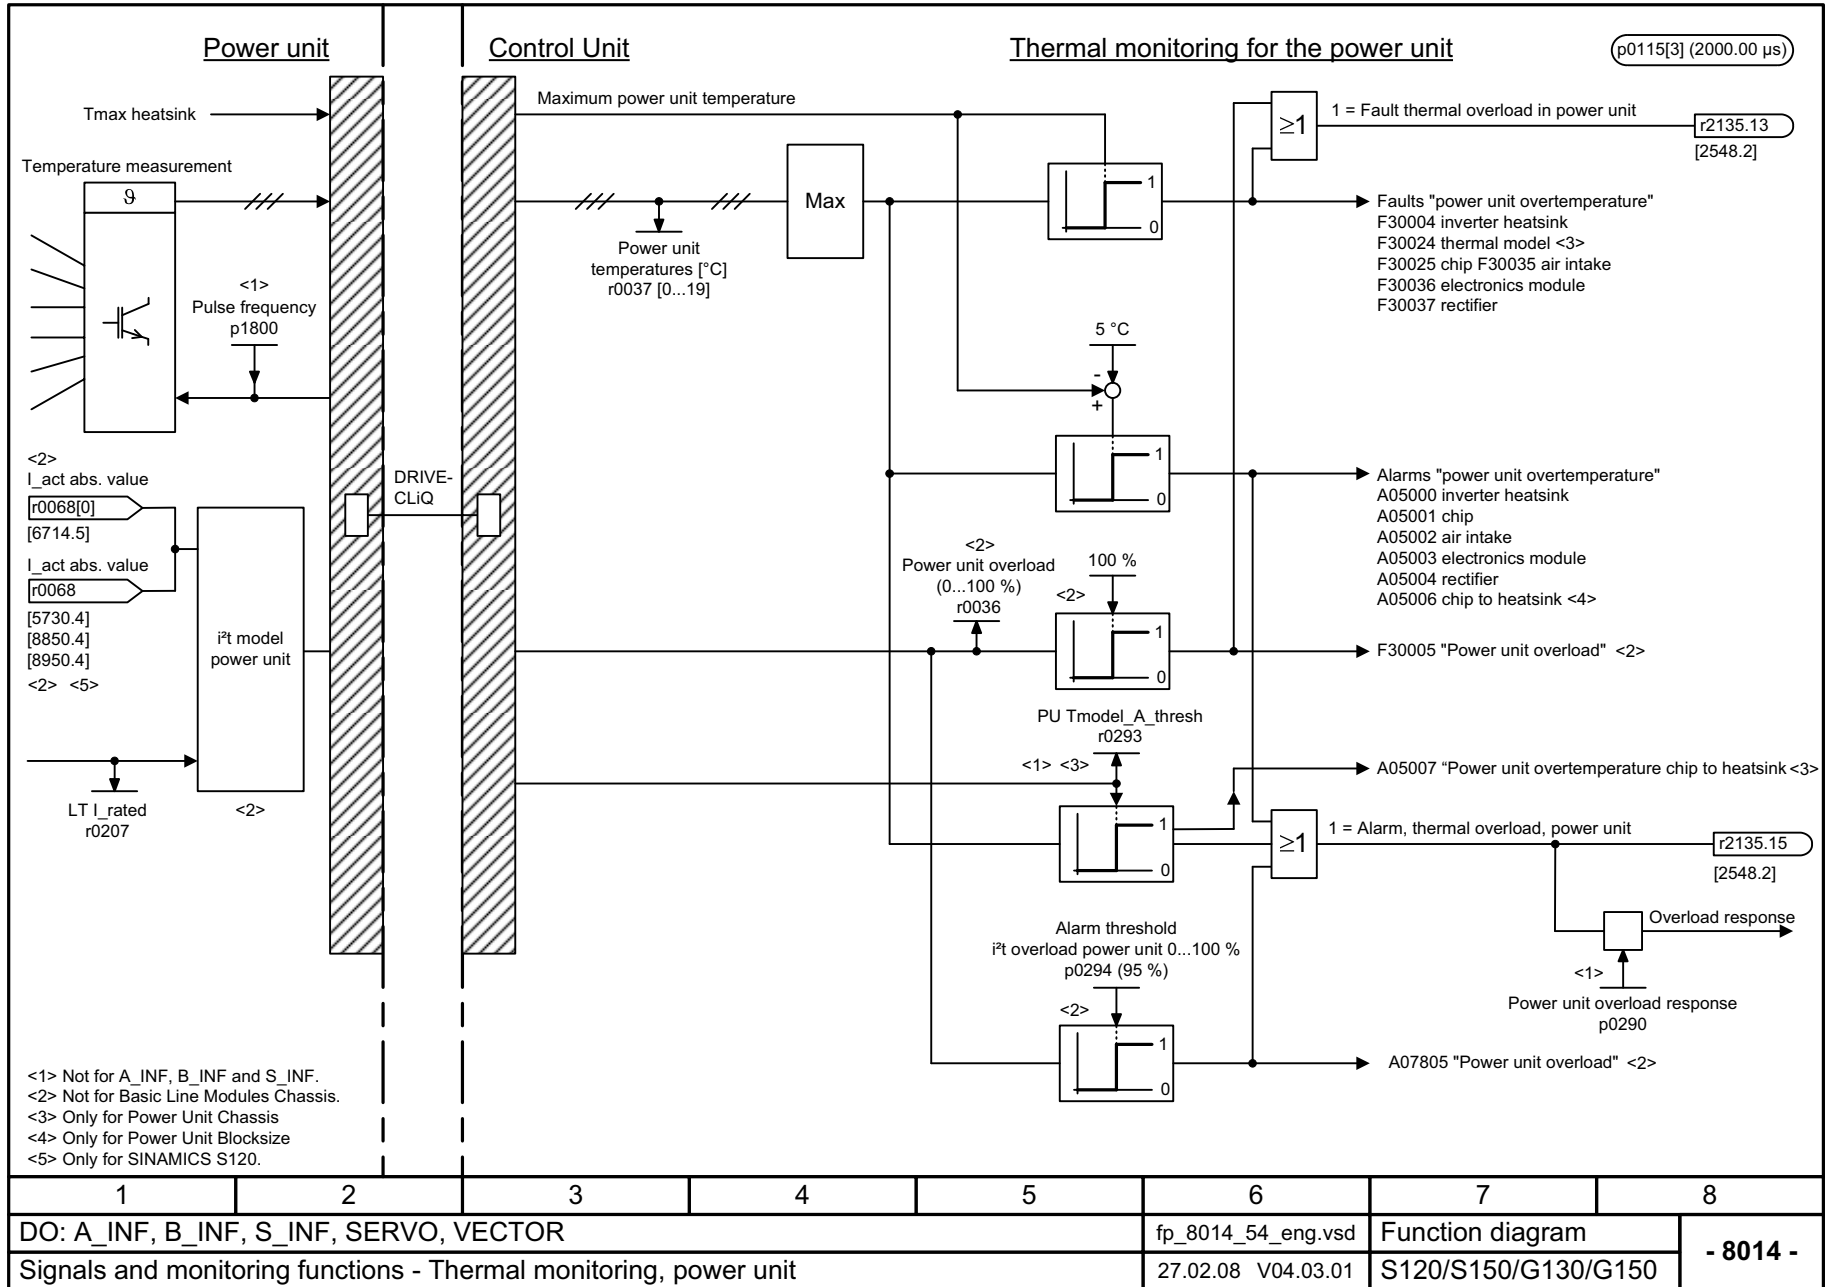 Power unit
Control Unit
Thermal monitoring for the power unit
p0115[3] (2000.00 µs)
Tmax heatsink
Maximum power unit temperature
≥1
1 = Fault thermal overload in power unit
r2135.13
[2548.2]
Temperature measurement
ϑ
Max
1
0
Power unit
temperatures [°C]
r0037 [0...19]
Faults "power unit overtemperature"
F30004 inverter heatsink
F30024 thermal model <3>
F30025 chip F30035 air intake
F30036 electronics module
F30037 rectifier
<1>
Pulse frequency
p1800
5 °C
-
+
<2>
I_act abs. value
r0068[0]
[6714.5]
I_act abs. value
r0068
[5730.4]
[8850.4]
[8950.4]
<2> <5>
i²t model
power unit
<2>
LT I_rated
r0207
DRIVE-
CLiQ
1
0
Alarms "power unit overtemperature"
A05000 inverter heatsink
A05001 chip
A05002 air intake
A05003 electronics module
A05004 rectifier
A05006 chip to heatsink <4>
<2>
Power unit overload
(0...100 %)
r0036
100 %
<2>
1
0
F30005 "Power unit overload" <2>
PU Tmodel_A_thresh
r0293
<1> <3>
1
0
A05007 “Power unit overtemperature chip to heatsink <3>
≥1
1 = Alarm, thermal overload, power unit
r2135.15
[2548.2]
Overload response
<1>
Power unit overload response
p0290
Alarm threshold
i²t overload power unit 0...100 %
p0294 (95 %)
<2>
1
0
A07805 "Power unit overload" <2>
<1> Not for A_INF, B_INF and S_INF.
<2> Not for Basic Line Modules Chassis.
<3> Only for Power Unit Chassis
<4> Only for Power Unit Blocksize
<5> Only for SINAMICS S120.
1 2 3 4 5 6 7 8
DO: A_INF, B_INF, S_INF, SERVO, VECTOR
fp_8014_54_eng.vsd
Function diagram
- 8014 -
Signals and monitoring functions - Thermal monitoring, power unit
27.02.08 V04.03.01
S120/S150/G130/G150